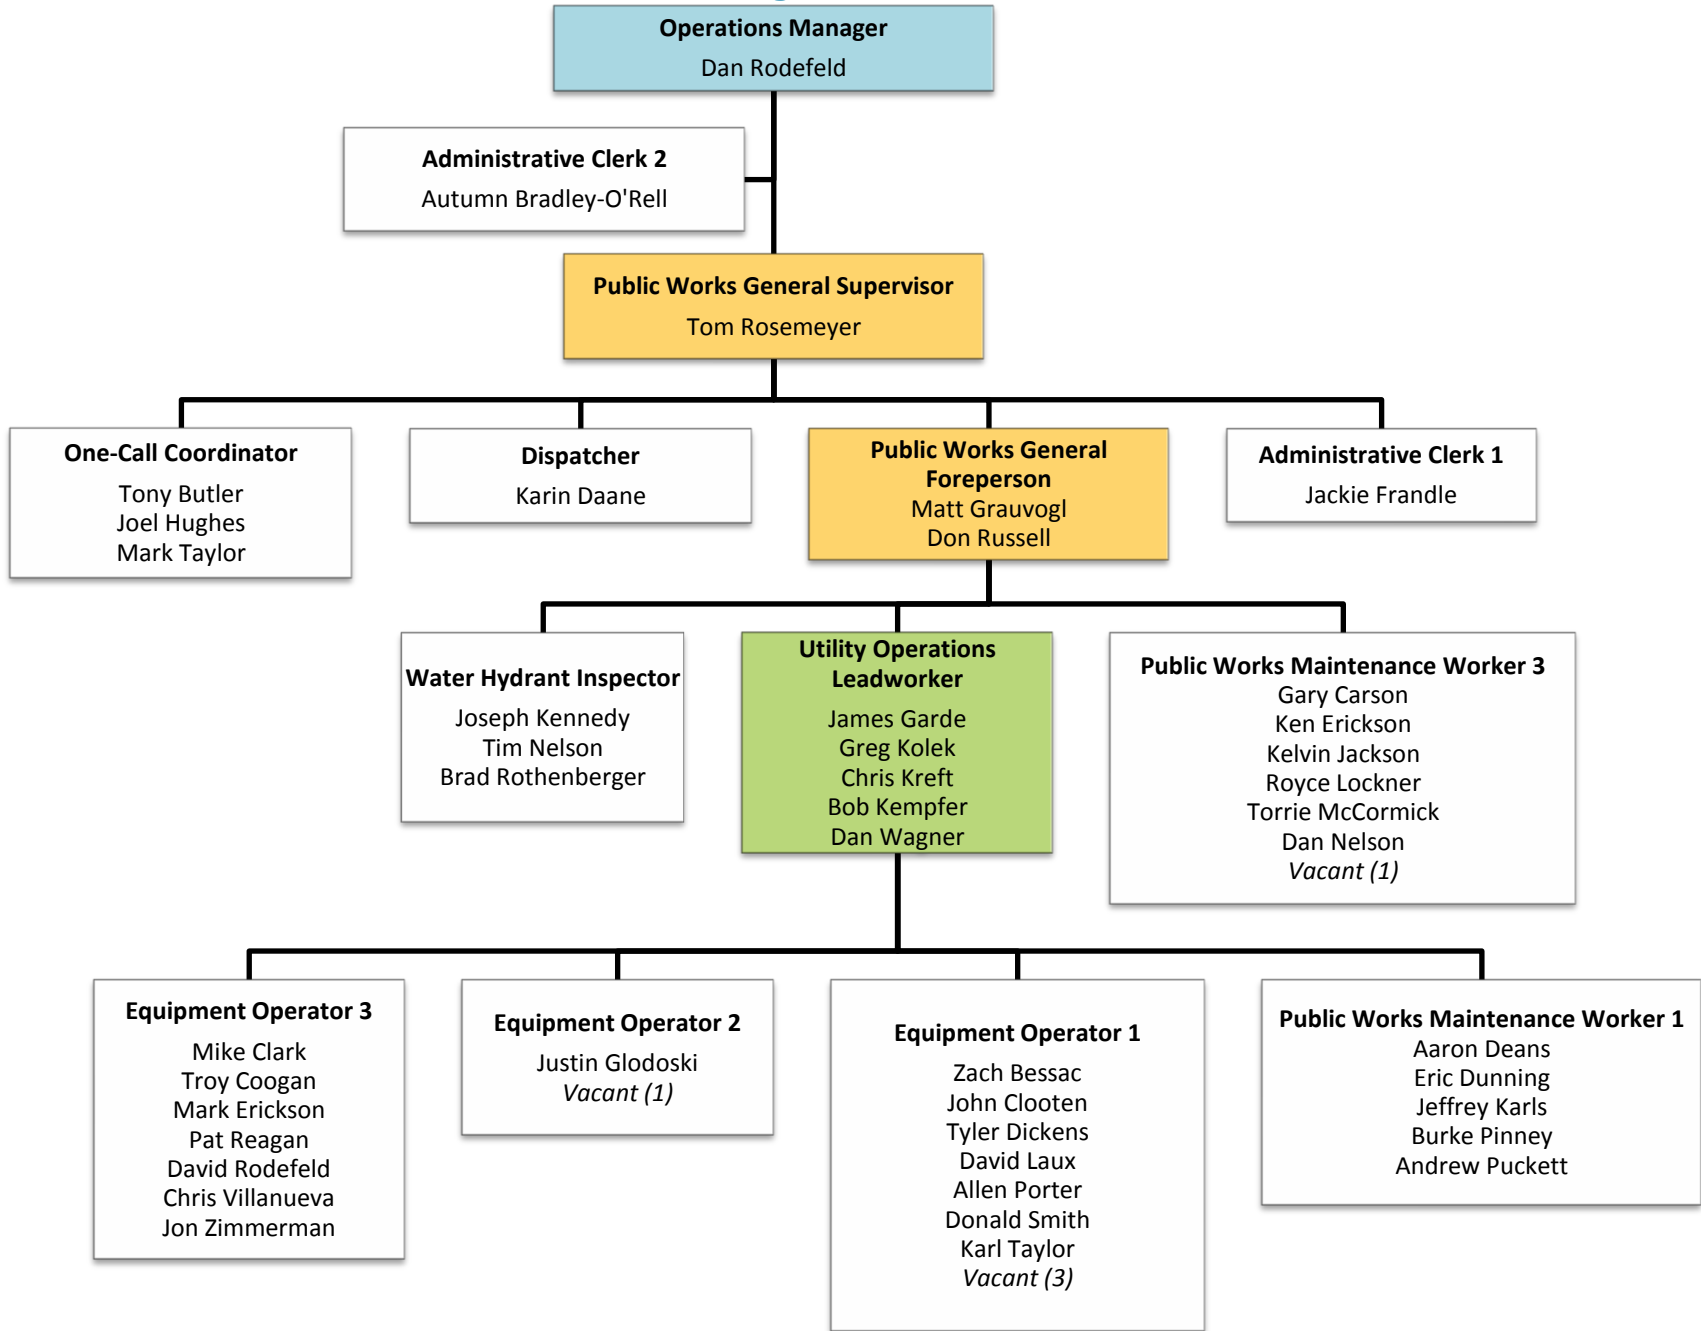 Operations Manager
Dan Rodefeld
Administrative Clerk 2
Autumn Bradley-O'Rell
Public Works General Supervisor
Tom Rosemeyer
One-Call Coordinator
Tony Butler
Joel Hughes
Mark Taylor
Dispatcher
Karin Daane
Public Works General
Foreperson
Matt Grauvogl
Don Russell
Administrative Clerk 1
Jackie Frandle
Water Hydrant Inspector
Joseph Kennedy
Tim Nelson
Brad Rothenberger
Utility Operations
Leadworker
James Garde
Greg Kolek
Chris Kreft
Bob Kempfer
Dan Wagner
Public Works Maintenance Worker 3
Gary Carson
Ken Erickson
Kelvin Jackson
Royce Lockner
Torrie McCormick
Dan Nelson
Vacant (1)
Equipment Operator 3
Mike Clark
Troy Coogan
Mark Erickson
Pat Reagan
David Rodefeld
Chris Villanueva
Jon Zimmerman
Equipment Operator 2
Justin Glodoski
Vacant (1)
Equipment Operator 1
Zach Bessac
John Clooten
Tyler Dickens
David Laux
Allen Porter
Donald Smith
Karl Taylor
Vacant (3)
Public Works Maintenance Worker 1
Aaron Deans
Eric Dunning
Jeffrey Karls
Burke Pinney
Andrew Puckett